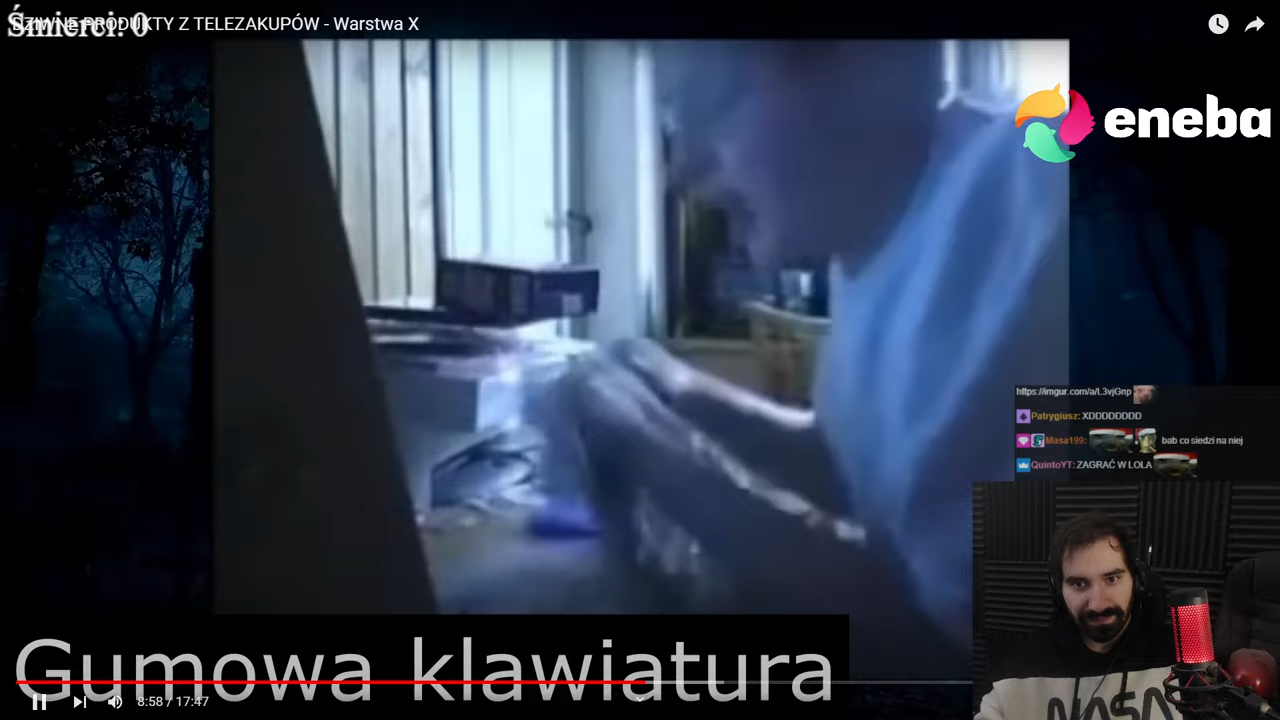 DZIWNE PRODUKTY Z TELEZAKUPÓW - Warstwa X
Śmierci: 0
eneba
https://imgur.com/a/L3vjGnp
Patrygiusz: XDDDDDDDD
Masa199: bab co siedzi na niej
QuintoYT: ZAGRAĆ W LOLA
Gumowa klawiatura
8:58 / 17:47
NASA